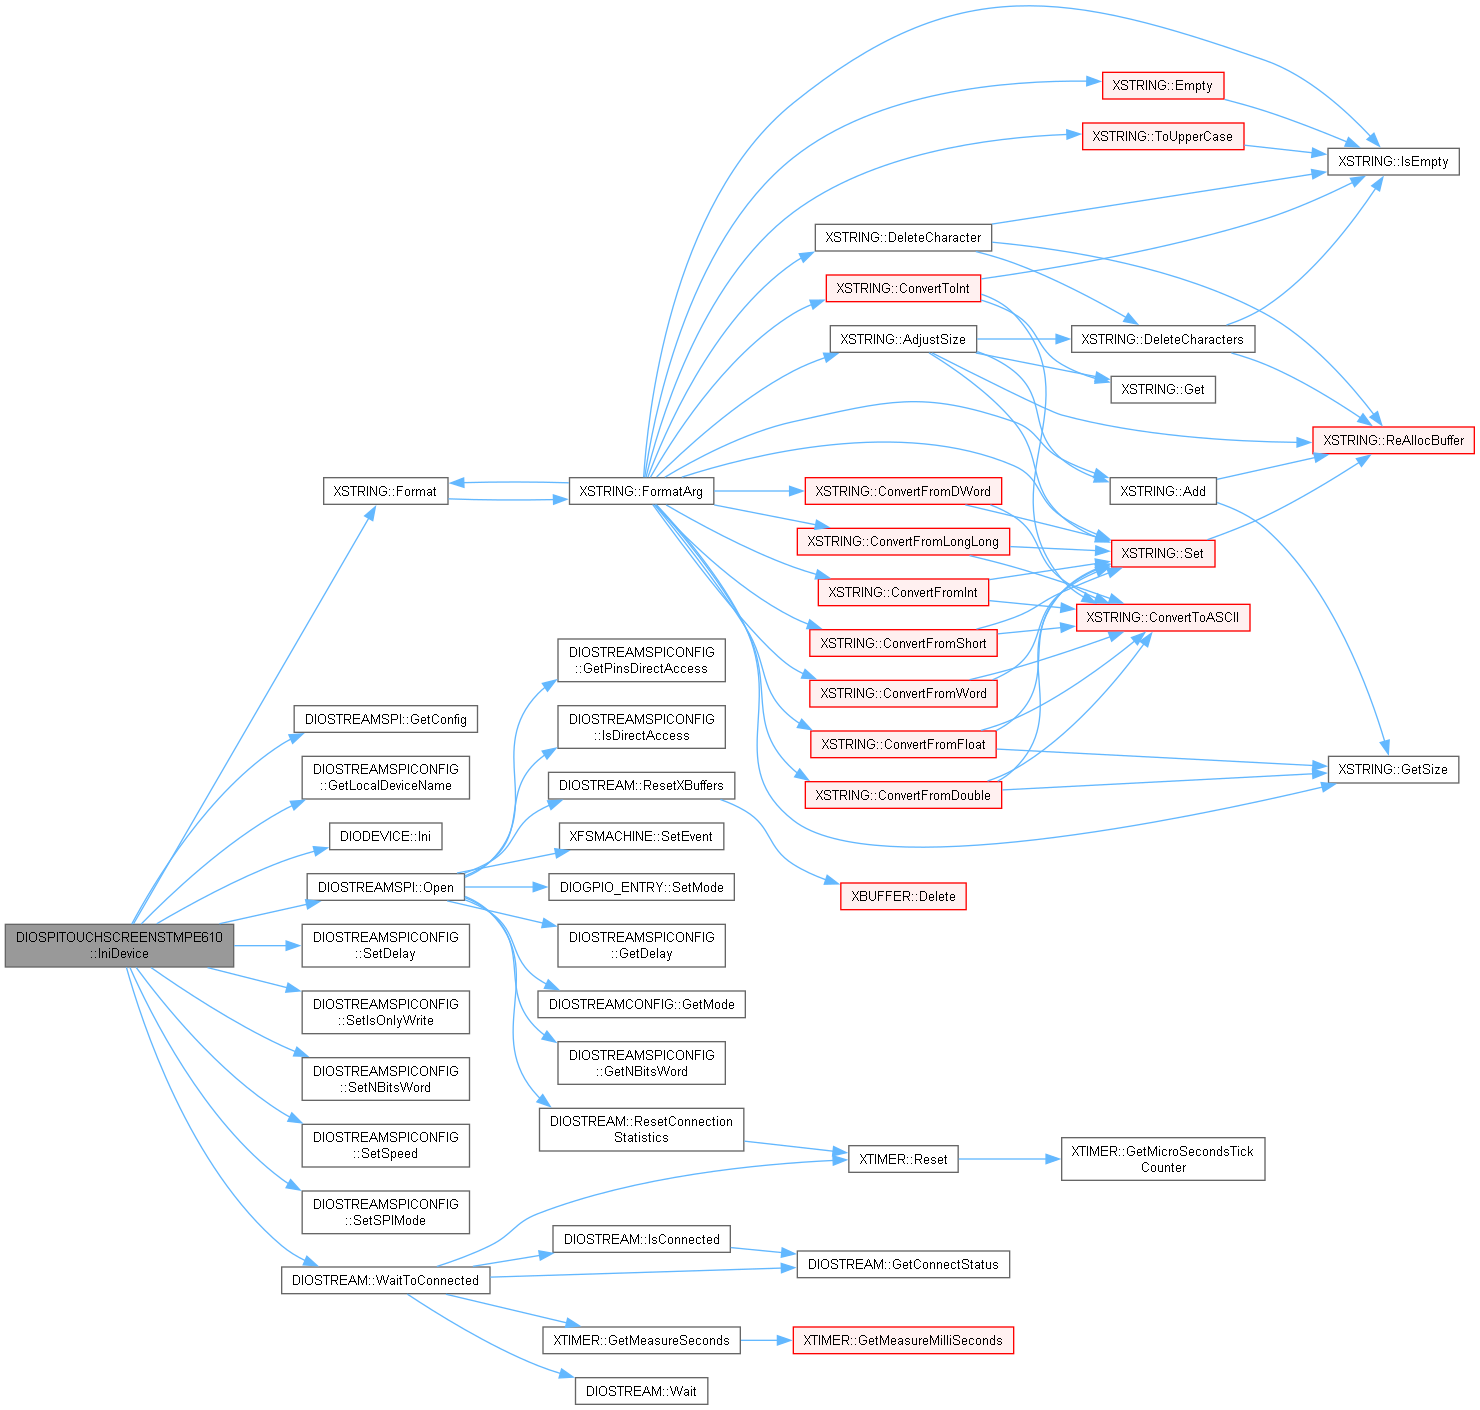 XSTRING::Empty
XSTRING::ToUpperCase
XSTRING::IsEmpty
XSTRING::DeleteCharacter
XSTRING::ConvertToInt
XSTRING::AdjustSize
XSTRING::DeleteCharacters
XSTRING::Get
XSTRING::ReAllocBuffer
XSTRING::Format
XSTRING::FormatArg
XSTRING::ConvertFromDWord
XSTRING::Add
XSTRING::ConvertFromLongLong
XSTRING::Set
XSTRING::ConvertFromInt
XSTRING::ConvertToASCII
XSTRING::ConvertFromShort
DIOSTREAMSPICONFIG
::GetPinsDirectAccess
XSTRING::ConvertFromWord
DIOSTREAMSPI::GetConfig
DIOSTREAMSPICONFIG
::IsDirectAccess
XSTRING::ConvertFromFloat
DIOSTREAMSPICONFIG
::GetLocalDeviceName
DIOSTREAM::ResetXBuffers
XSTRING::ConvertFromDouble
XSTRING::GetSize
DIODEVICE::Ini
XFSMACHINE::SetEvent
DIOSTREAMSPI::Open
DIOGPIO_ENTRY::SetMode
XBUFFER::Delete
DIOSPITOUCHSCREENSTMPE610
::IniDevice
DIOSTREAMSPICONFIG
::SetDelay
DIOSTREAMSPICONFIG
::GetDelay
DIOSTREAMSPICONFIG
::SetIsOnlyWrite
DIOSTREAMCONFIG::GetMode
DIOSTREAMSPICONFIG
::SetNBitsWord
DIOSTREAMSPICONFIG
::GetNBitsWord
DIOSTREAMSPICONFIG
::SetSpeed
DIOSTREAM::ResetConnection
Statistics
XTIMER::Reset
XTIMER::GetMicroSecondsTick
Counter
DIOSTREAMSPICONFIG
::SetSPIMode
DIOSTREAM::WaitToConnected
DIOSTREAM::IsConnected
DIOSTREAM::GetConnectStatus
XTIMER::GetMeasureSeconds
XTIMER::GetMeasureMilliSeconds
DIOSTREAM::Wait